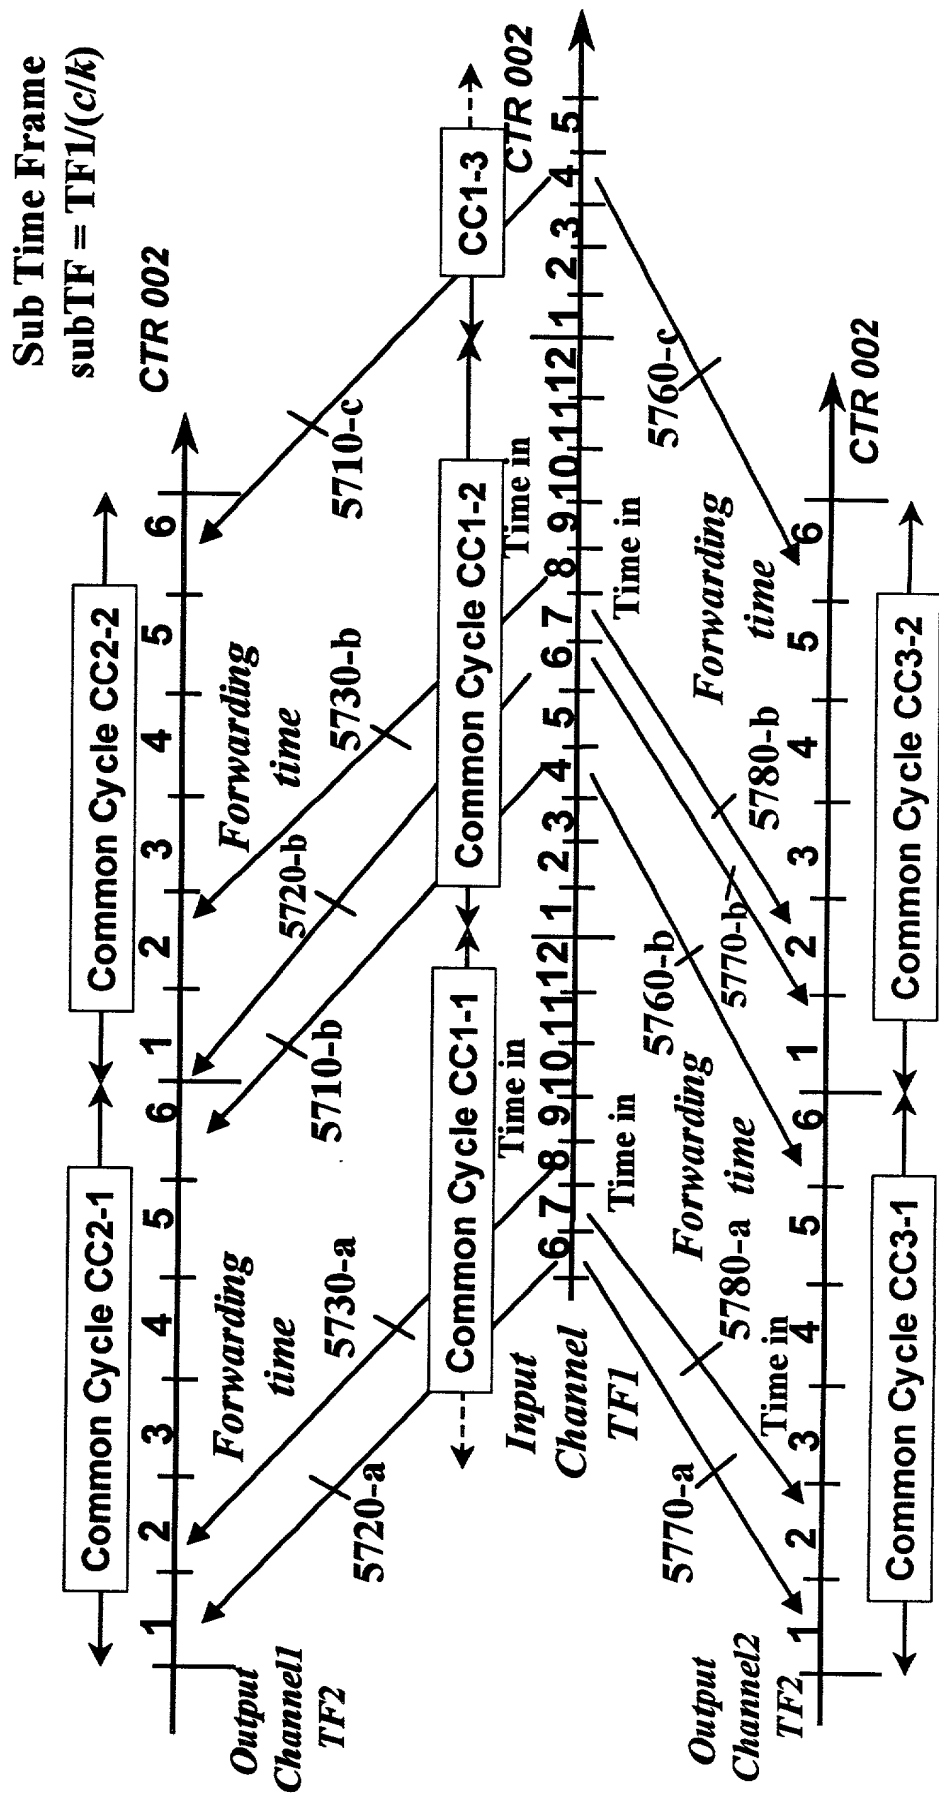 Sub Time Frame
subTF = TF1/(c/k)
Common Cycle CC2-1
Common Cycle CC2-2
CTR 002
1 2 3 4 5 6 1 2 3 4 5 6
Output
Channel1
TF2
Forwarding
time
Forwarding
time
5720-a
5730-a
5710-b
5720-b
5730-b
5710-c
Common Cycle CC1-1
Common Cycle CC1-2
CC1-3
Time in
Time in
CTR 002
Input
Channel
TF1
6 7 8 9 10 11 12 1 2 3 4 5 6 7 8 9 10 11 12 1 2 3 4 5
Time in
Time in
5770-a
5780-a
5760-b
5770-b
5780-b
5760-c
Forwarding
time
Forwarding
time
Time in
Output
Channel2
TF2
1 2 3 4 5 6 1 2 3 4 5 6
CTR 002
Common Cycle CC3-1
Common Cycle CC3-2